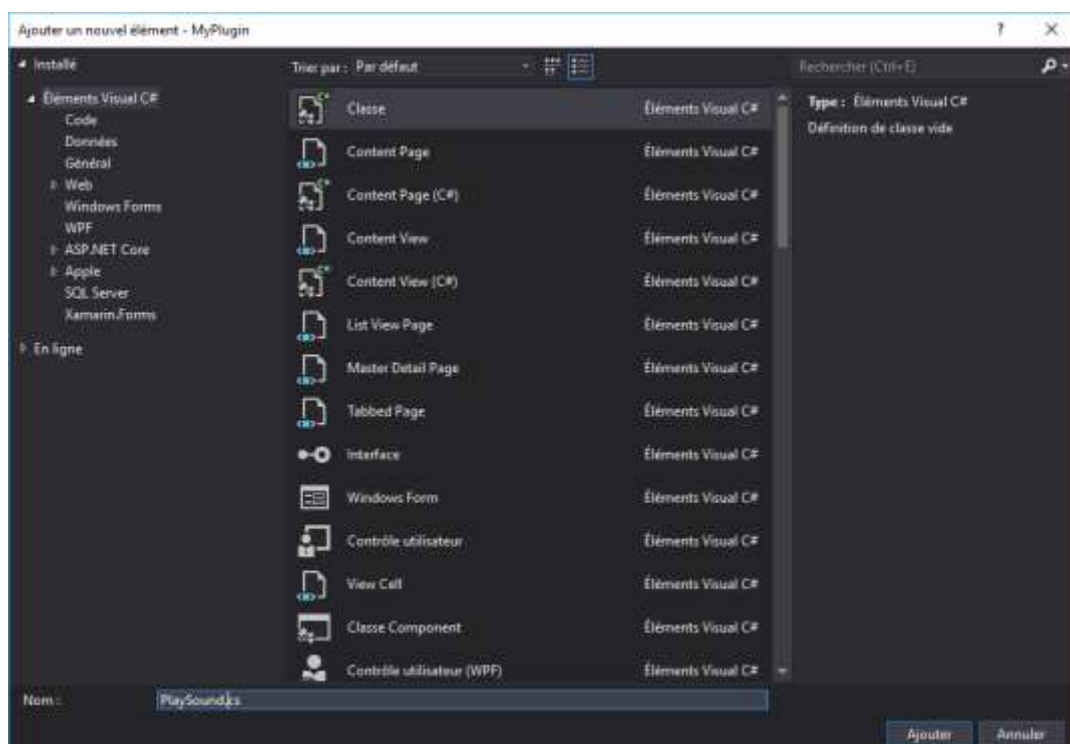 Ajouter un nouvel élément - MyPlugin
? ×
Installé
Trier par : Par défaut
Rechercher (Ctrl+E)
Éléments Visual C#
Code
Données
Général
Web
Windows Forms
WPF
ASP.NET Core
Apple
SQL Server
Xamarin.Forms
En ligne
Classe Éléments Visual C#
Content Page Éléments Visual C#
Content Page (C#) Éléments Visual C#
Content View Éléments Visual C#
Content View (C#) Éléments Visual C#
List View Page Éléments Visual C#
Master Detail Page Éléments Visual C#
Tabbed Page Éléments Visual C#
Interface Éléments Visual C#
Windows Form Éléments Visual C#
Contrôle utilisateur Éléments Visual C#
View Cell Éléments Visual C#
Classe Component Éléments Visual C#
Contrôle utilisateur (WPF) Éléments Visual C#
Type : Éléments Visual C#
Définition de classe vide
Nom : PlaySound.cs
Ajouter Annuler